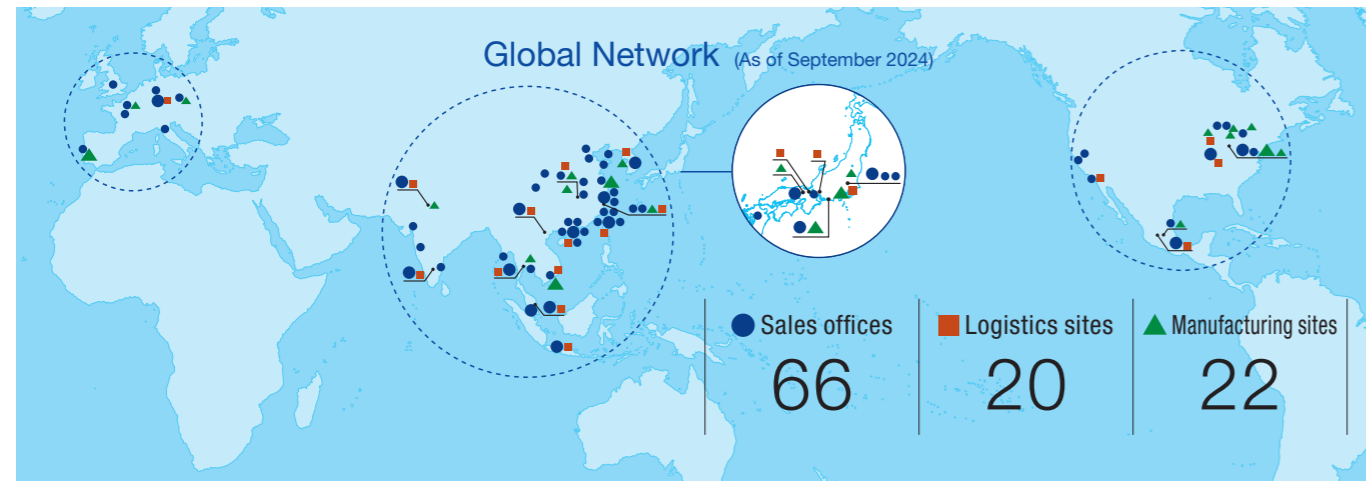 Global Network (As of September 2024)
Sales offices
66
Logistics sites
20
Manufacturing sites
22